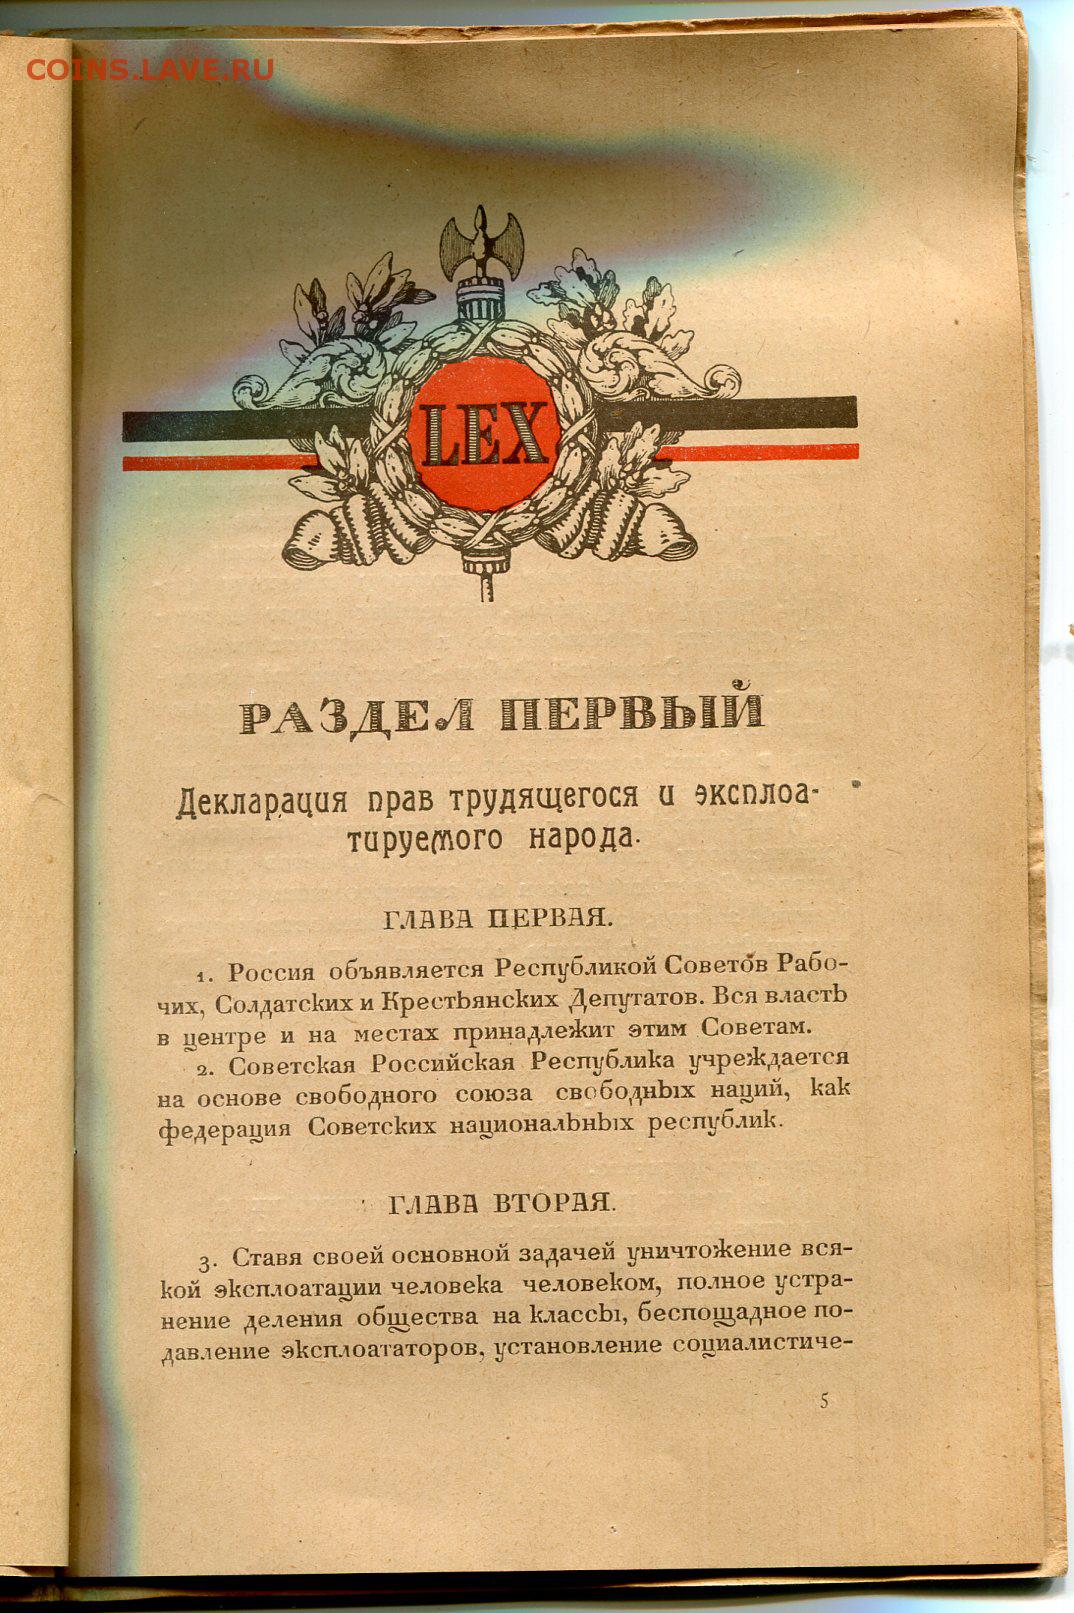 COINS.LAVE.RU
LEX
РАЗДЕЛ ПЕРВЫЙ
Декларация прав трудящегося и эксплоа-
тируемого народа.
ГЛАВА ПЕРВАЯ.
1. Россия объявляется Республикой Советов Рабо-
чих, Солдатских и Крестьянских Депутатов. Вся власть
в центре и на местах принадлежит этим Советам.
2. Советская Российская Республика учреждается
на основе свободного союза свободных наций, как
федерация Советских национальных республик.
ГЛАВА ВТОРАЯ.
3. Ставя своей основной задачей уничтожение вся-
кой эксплоатации человека человеком, полное устра-
нение деления общества на классы, беспощадное по-
давление эксплоататоров, установление социалистиче-
5